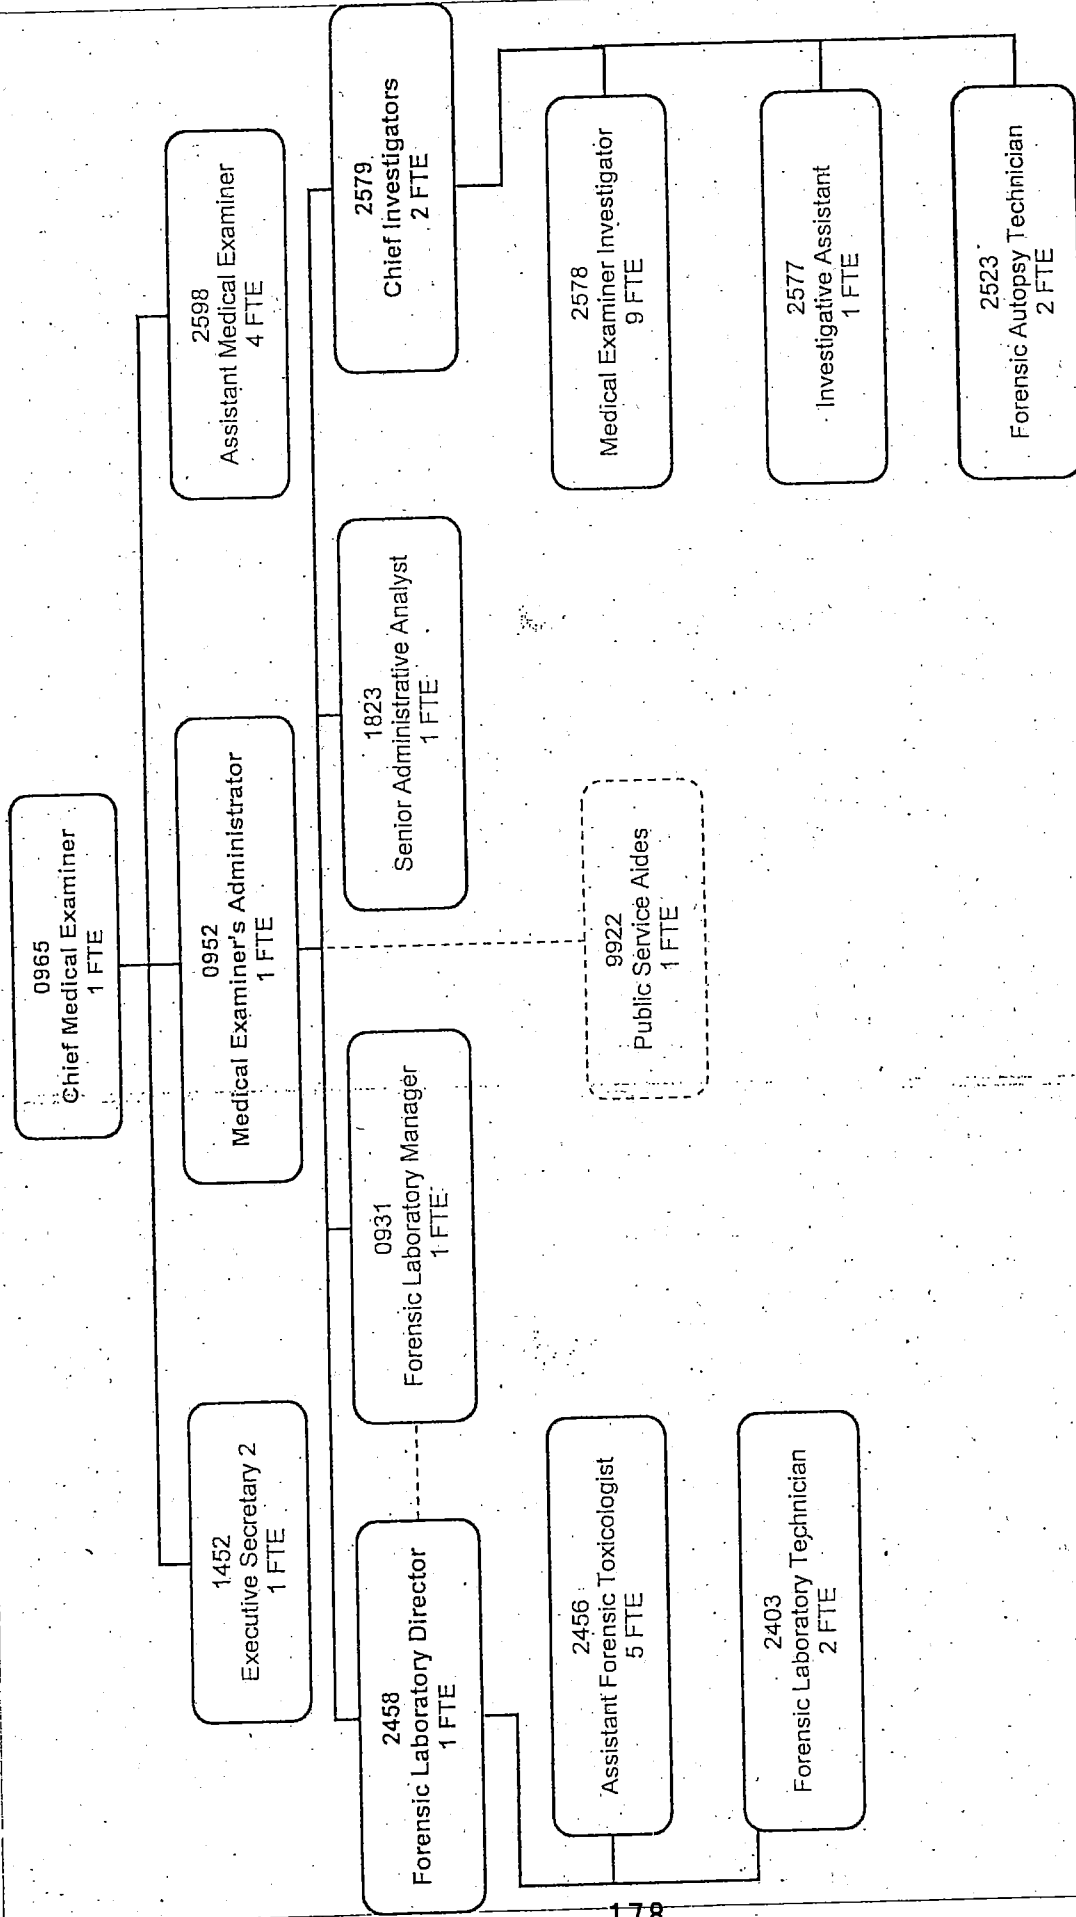 0965
Chief Medical Examiner
1 FTE
1452
Executive Secretary 2
1 FTE
0952
Medical Examiner's Administrator
1 FTE
2598
Assistant Medical Examiner
4 FTE
2458
Forensic Laboratory Director
1 FTE
0931
Forensic Laboratory Manager
1 FTE
1823
Senior Administrative Analyst
1 FTE
2579
Chief Investigators
2 FTE
2456
Assistant Forensic Toxicologist
5 FTE
9922
Public Service Aides
1 FTE
2578
Medical Examiner Investigator
9 FTE
2403
Forensic Laboratory Technician
2 FTE
2577
Investigative Assistant
1 FTE
2523
Forensic Autopsy Technician
2 FTE
178